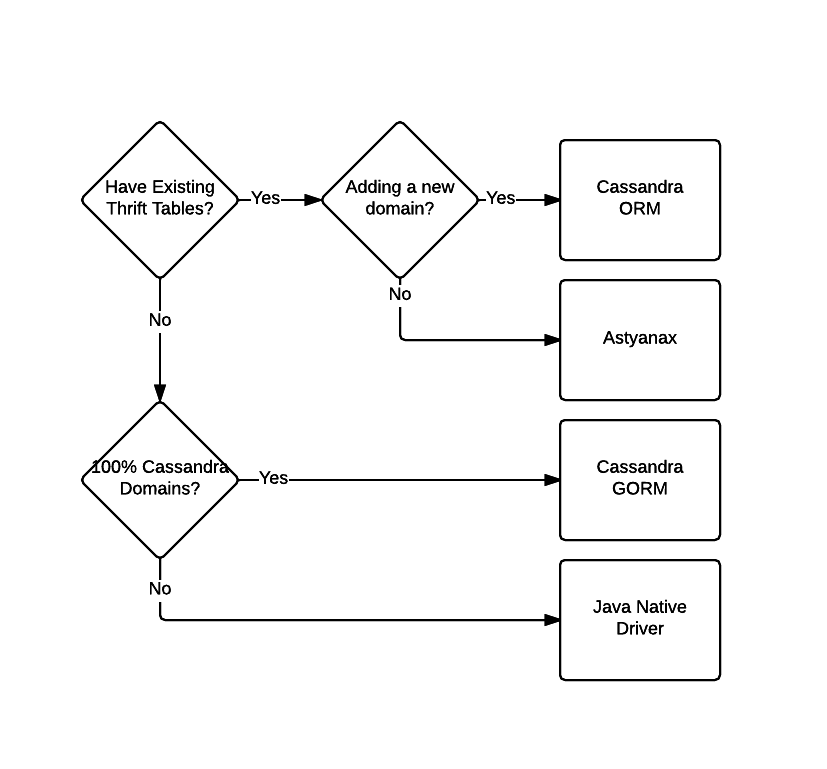 Have Existing
Thrift Tables?
Yes
Adding a new
domain?
Yes
Cassandra
ORM
No
Astyanax
No
100% Cassandra
Domains?
Yes
Cassandra
GORM
No
Java Native
Driver